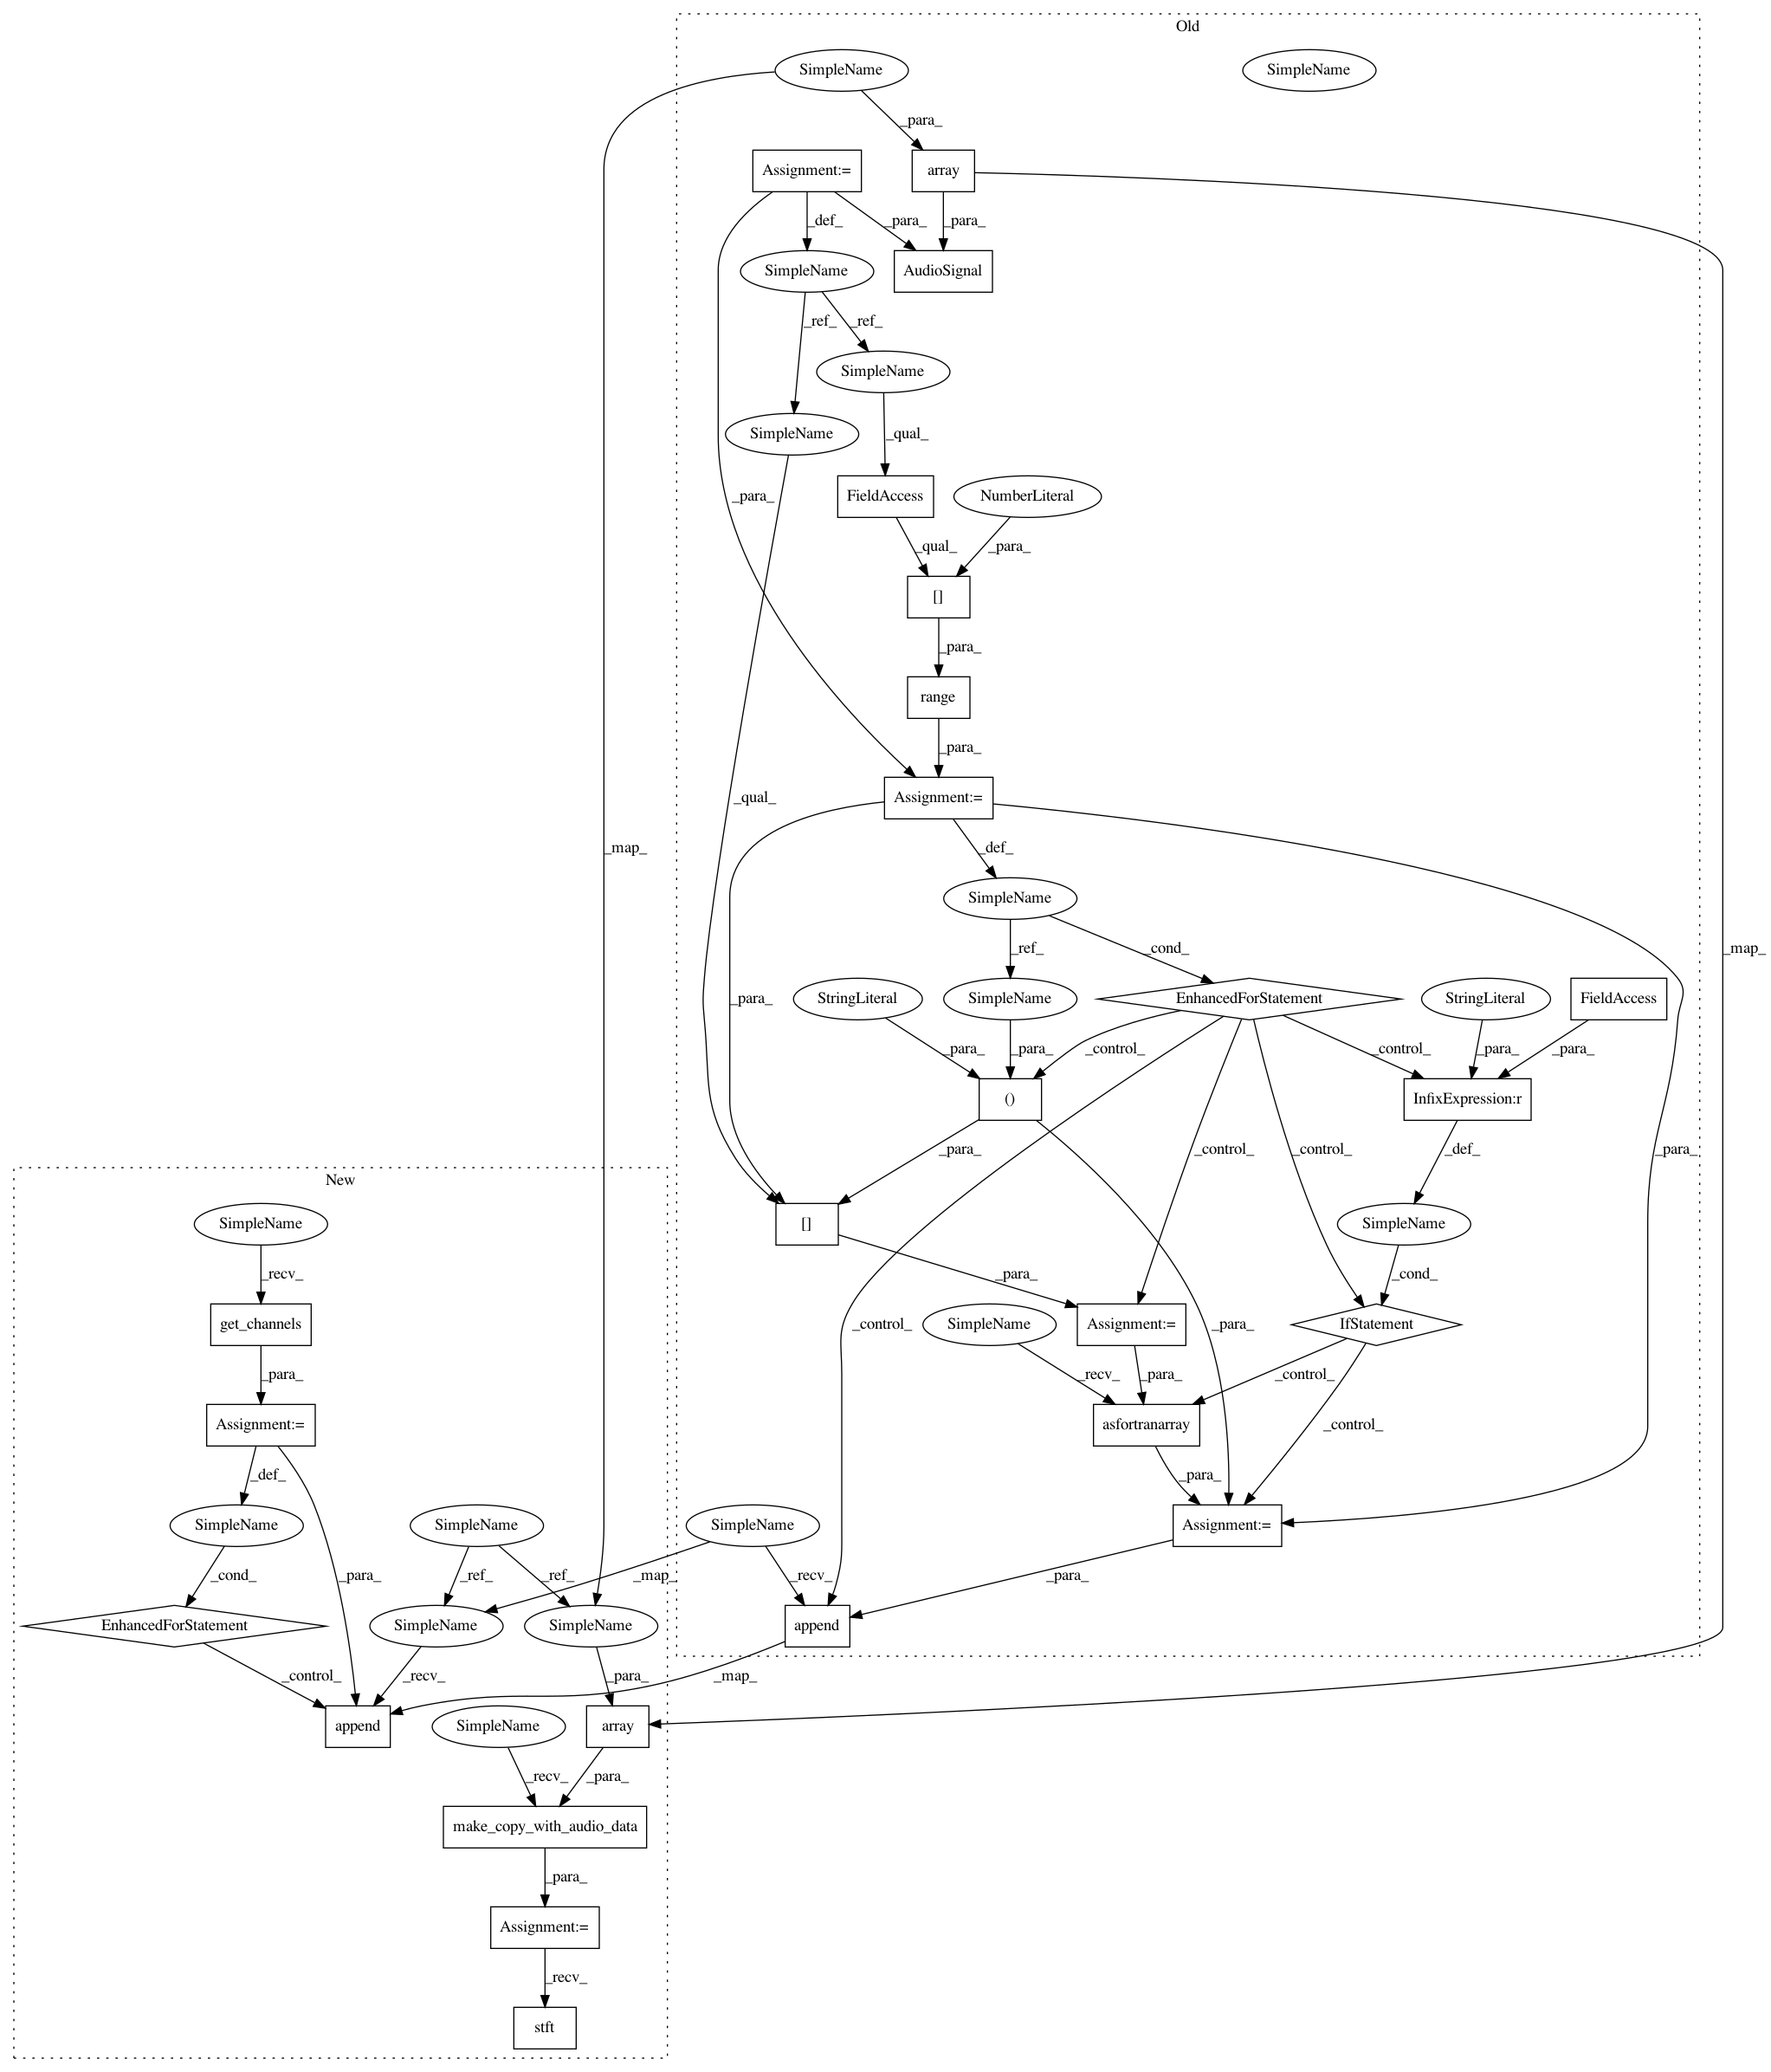 Old
SimpleName
SimpleName
_para_
Assignment:=
array
_def_
_para_
_para_
SimpleName
AudioSignal
_ref_
_ref_
SimpleName
SimpleName
_qual_
_para_
FieldAccess
NumberLiteral
_qual_
_para_
[]
_para_
range
_para_
_qual_
Assignment:=
_map_
_def_
SimpleName
_ref_
_cond_
_map_
_para_
StringLiteral
SimpleName
EnhancedForStatement
StringLiteral
FieldAccess
_para_
_para_
_control_
_control_
_para_
_para_
()
InfixExpression:r
_para_
_control_
_control_
_def_
_para_
New
SimpleName
[]
SimpleName
_recv_
_para_
_cond_
get_channels
SimpleName
Assignment:=
IfStatement
_control_
_para_
_para_
_recv_
_para_
_control_
Assignment:=
asfortranarray
_control_
_def_
_para_
SimpleName
SimpleName
SimpleName
Assignment:=
_cond_
_para_
_ref_
_ref_
_map_
_recv_
_para_
EnhancedForStatement
SimpleName
SimpleName
append
_control_
_recv_
_para_
_map_
append
SimpleName
array
_recv_
_para_
make_copy_with_audio_data
_para_
Assignment:=
_recv_
stft